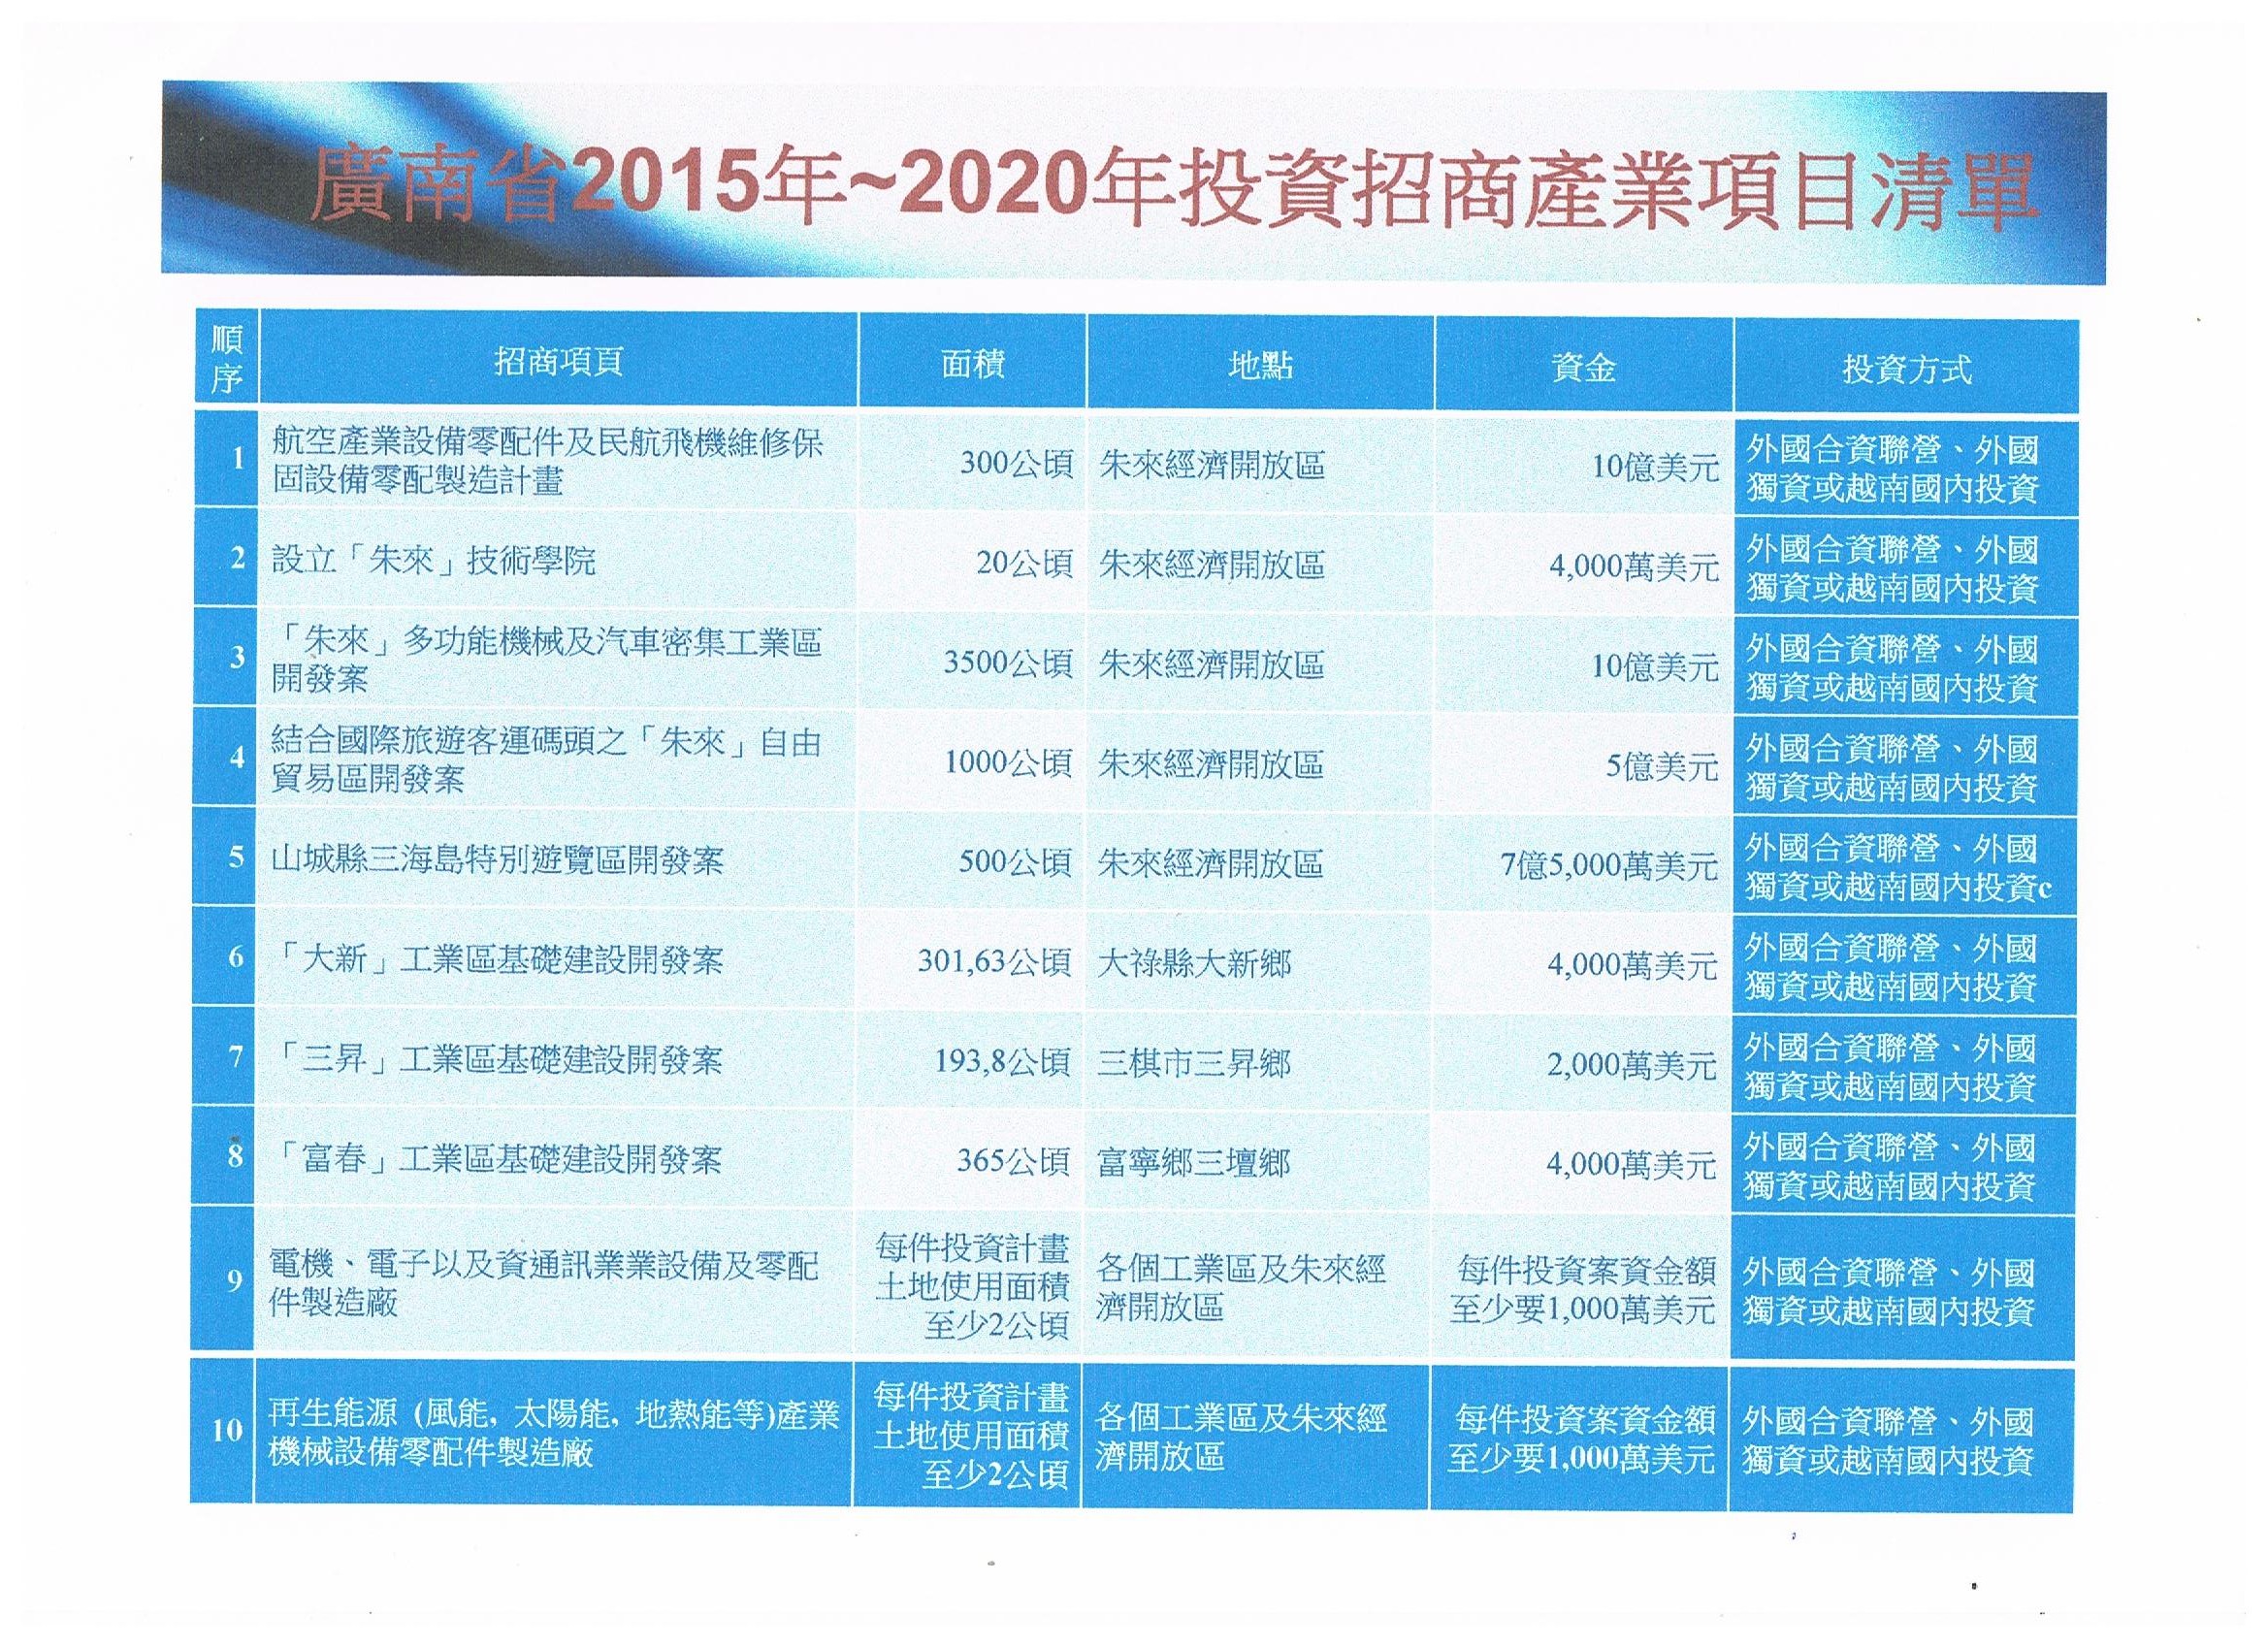 廣南省2015年~2020年投資招商產業項目清單
順序 招商項頁 面積 地點 資金 投資方式
1 航空產業設備零配件及民航飛機維修保 300公頃 朱來經濟開放區 10億美元 外國合資聯營、外國
固設備零配製造計畫 獨資或越南國內投資
2 設立「朱來」技術學院 20公頃 朱來經濟開放區 4,000萬美元 外國合資聯營、外國
獨資或越南國內投資
3 「朱來」多功能機械及汽車密集工業區 3500公頃 朱來經濟開放區 10億美元 外國合資聯營、外國
開發案 獨資或越南國內投資
4 結合國際旅遊客運碼頭之「朱來」自由 1000公頃 朱來經濟開放區 5億美元 外國合資聯營、外國
貿易區開發案 獨資或越南國內投資
5 山城縣三海島特別遊覽區開發案 500公頃 朱來經濟開放區 7億5,000萬美元 外國合資聯營、外國
獨資或越南國內投資c
6 「大新」工業區基礎建設開發案 301,63公頃 大祿縣大新鄉 4,000萬美元 外國合資聯營、外國
獨資或越南國內投資
7 「三昇」工業區基礎建設開發案 193,8公頃 三棋市三昇鄉 2,000萬美元 外國合資聯營、外國
獨資或越南國內投資
8 「富春」工業區基礎建設開發案 365公頃 富寧鄉三壇鄉 4,000萬美元 外國合資聯營、外國
獨資或越南國內投資
9 電機、電子以及資通訊業業設備及零配 每件投資計畫 各個工業區及朱來經 每件投資案資金額 外國合資聯營、外國
件製造廠 土地使用面積 濟開放區 至少要1,000萬美元 獨資或越南國內投資
至少2公頃
10 再生能源 (風能, 太陽能, 地熱能等)產業 每件投資計畫 各個工業區及朱來經 每件投資案資金額 外國合資聯營、外國
機械設備零配件製造廠 土地使用面積 濟開放區 至少要1,000萬美元 獨資或越南國內投資
至少2公頃